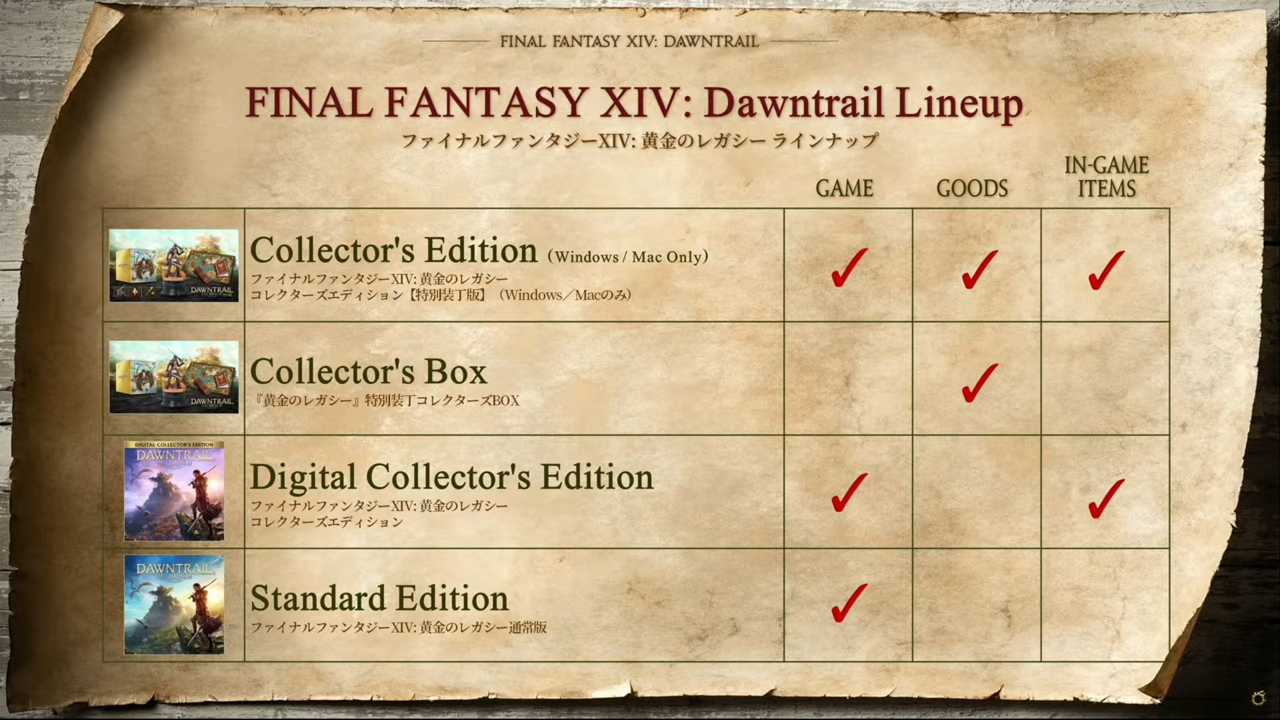 FINAL FANTASY XIV: DAWNTRAIL
FINAL FANTASY XIV: Dawntrail Lineup
ファイナルファンタジーXIV: 黄金のレガシー ラインナップ
GAME
GOODS
IN-GAME
ITEMS
DAWNTRAIL
Collector's Edition (Windows / Mac Only)
ファイナルファンタジーXIV: 黄金のレガシー
コレクターズエディション【特別装丁版】（Windows／Macのみ）
DAWNTRAIL
Collector's Box
『黄金のレガシー』特別装丁コレクターズBOX
DIGITAL COLLECTOR'S EDITION
DAWNTRAIL
Digital Collector's Edition
ファイナルファンタジーXIV: 黄金のレガシー
コレクターズエディション
DAWNTRAIL
Standard Edition
ファイナルファンタジーXIV: 黄金のレガシー通常版